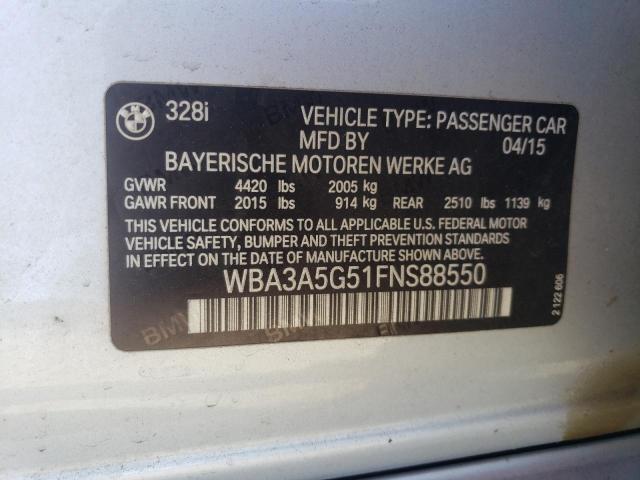 BMW 328i VEHICLE TYPE: PASSENGER CAR
MFD BY 04/15
BAYERISCHE MOTOREN WERKE AG
GVWR 4420 lbs 2005 kg
GAWR FRONT 2015 lbs 914 kg REAR 2510 lbs 1139 kg
THIS VEHICLE CONFORMS TO ALL APPLICABLE U.S. FEDERAL MOTOR
VEHICLE SAFETY, BUMPER AND THEFT PREVENTION STANDARDS
IN EFFECT ON THE DATE OF MANUFACTURE SHOWN ABOVE.
WBA3A5G51FNS88550
2 122 606